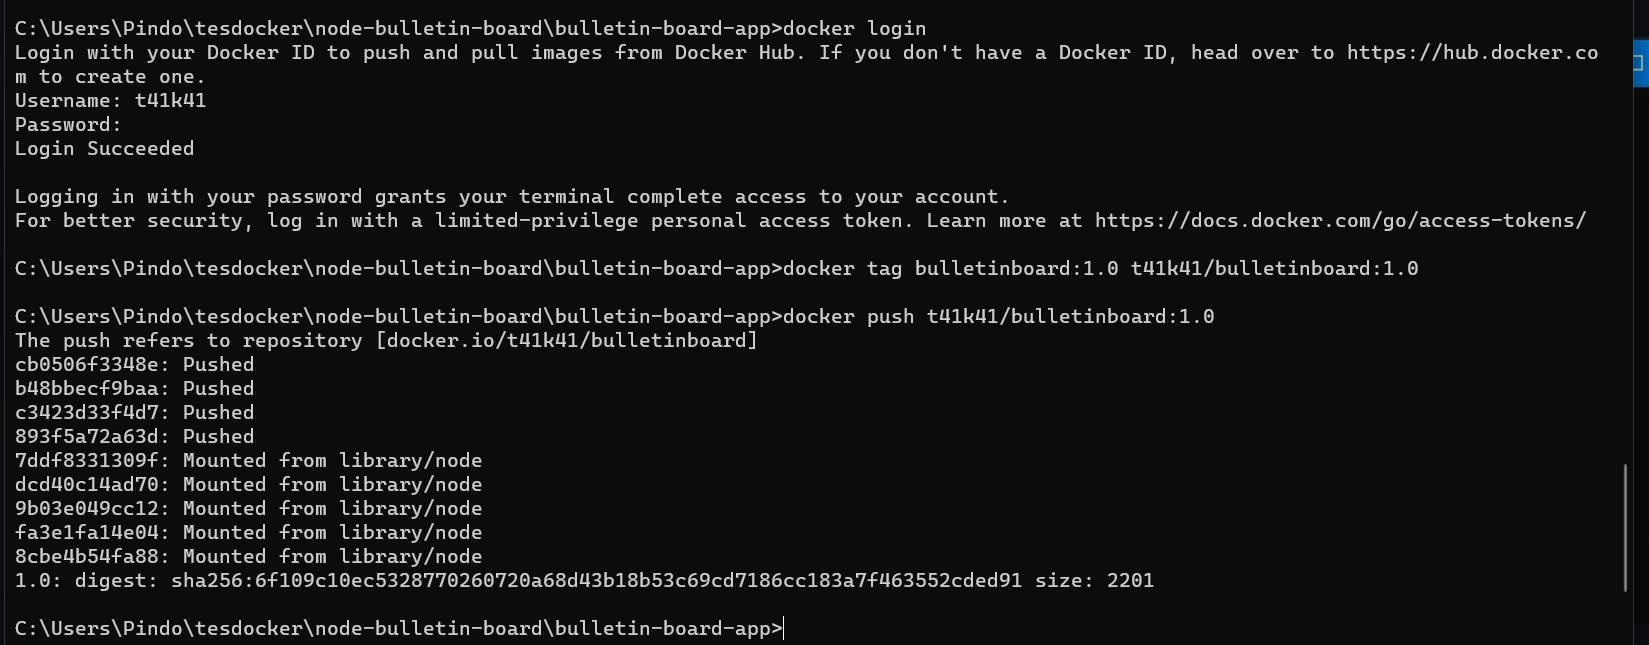 C:\Users\Pindo\tesdocker\node-bulletin-board\bulletin-board-app>docker login
Login with your Docker ID to push and pull images from Docker Hub. If you don't have a Docker ID, head over to https://hub.docker.co
m to create one.
Username: t41k41
Password:
Login Succeeded
Logging in with your password grants your terminal complete access to your account.
For better security, log in with a limited-privilege personal access token. Learn more at https://docs.docker.com/go/access-tokens/
C:\Users\Pindo\tesdocker\node-bulletin-board\bulletin-board-app>docker tag bulletinboard:1.0 t41k41/bulletinboard:1.0
C:\Users\Pindo\tesdocker\node-bulletin-board\bulletin-board-app>docker push t41k41/bulletinboard:1.0
The push refers to repository [docker.io/t41k41/bulletinboard]
cb0506f3348e: Pushed
b48bbecf9baa: Pushed
c3423d33f4d7: Pushed
893f5a72a63d: Pushed
7ddf8331309f: Mounted from library/node
dcd40c14ad70: Mounted from library/node
9b03e049cc12: Mounted from library/node
fa3e1fa14e04: Mounted from library/node
8cbe4b54fa88: Mounted from library/node
1.0: digest: sha256:6f109c10ec5328770260720a68d43b18b53c69cd7186cc183a7f463552cded91 size: 2201
C:\Users\Pindo\tesdocker\node-bulletin-board\bulletin-board-app>